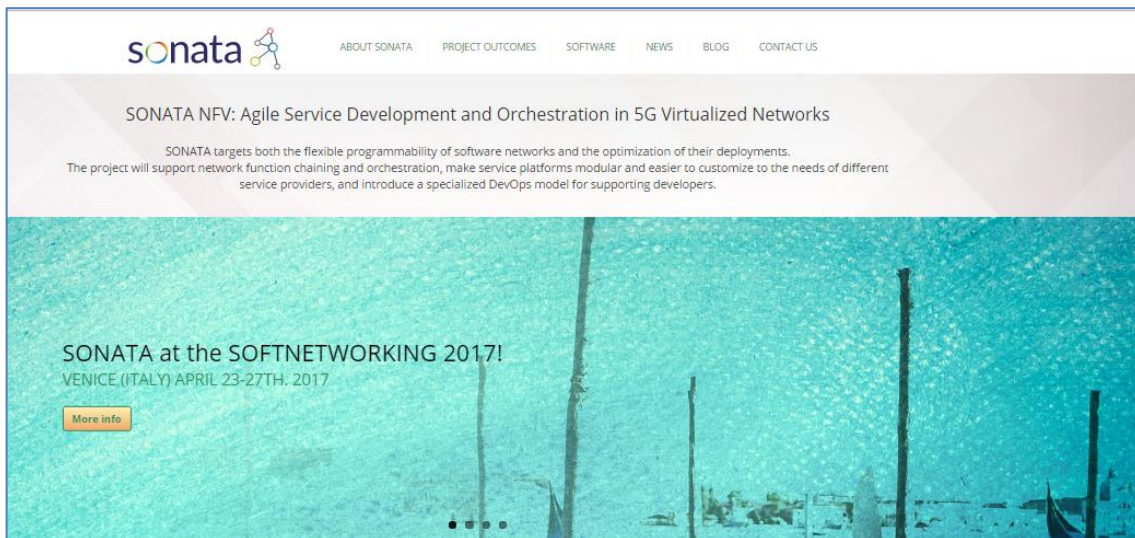 sonata
ABOUT SONATA PROJECT OUTCOMES SOFTWARE NEWS BLOG CONTACT US
SONATA NFV: Agile Service Development and Orchestration in 5G Virtualized Networks
SONATA targets both the flexible programmability of software networks and the optimization of their deployments.
The project will support network function chaining and orchestration, make service platforms modular and easier to customize to the needs of different
service providers, and introduce a specialized DevOps model for supporting developers.
SONATA at the SOFTNETWORKING 2017!
VENICE (ITALY) APRIL 23-27TH. 2017
More info